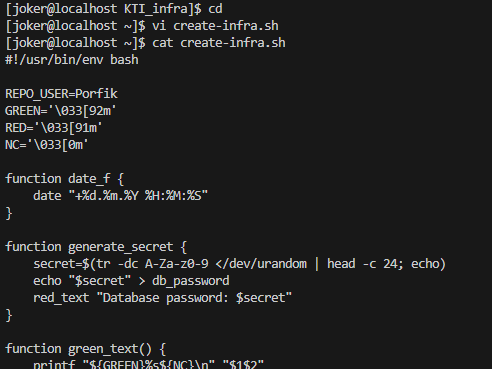 [joker@localhost KTI_infra]$ cd
[joker@localhost ~]$ vi create-infra.sh
[joker@localhost ~]$ cat create-infra.sh
#!/usr/bin/env bash

REPO_USER=Porfik
GREEN='\033[92m'
RED='\033[91m'
NC='\033[0m'

function date_f {
    date "+%d.%m.%Y %H:%M:%S"
}

function generate_secret {
    secret=$(tr -dc A-Za-z0-9 </dev/urandom | head -c 24; echo)
    echo "$secret" > db_password
    red_text "Database password: $secret"
}

function green_text() {
    printf "${GREEN}%s${NC}\n" "$1$2"